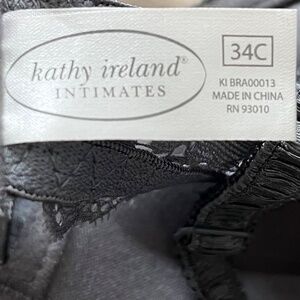 kathy ireland®
INTIMATES
34C
KI BRA00013
MADE IN CHINA
RN 93010